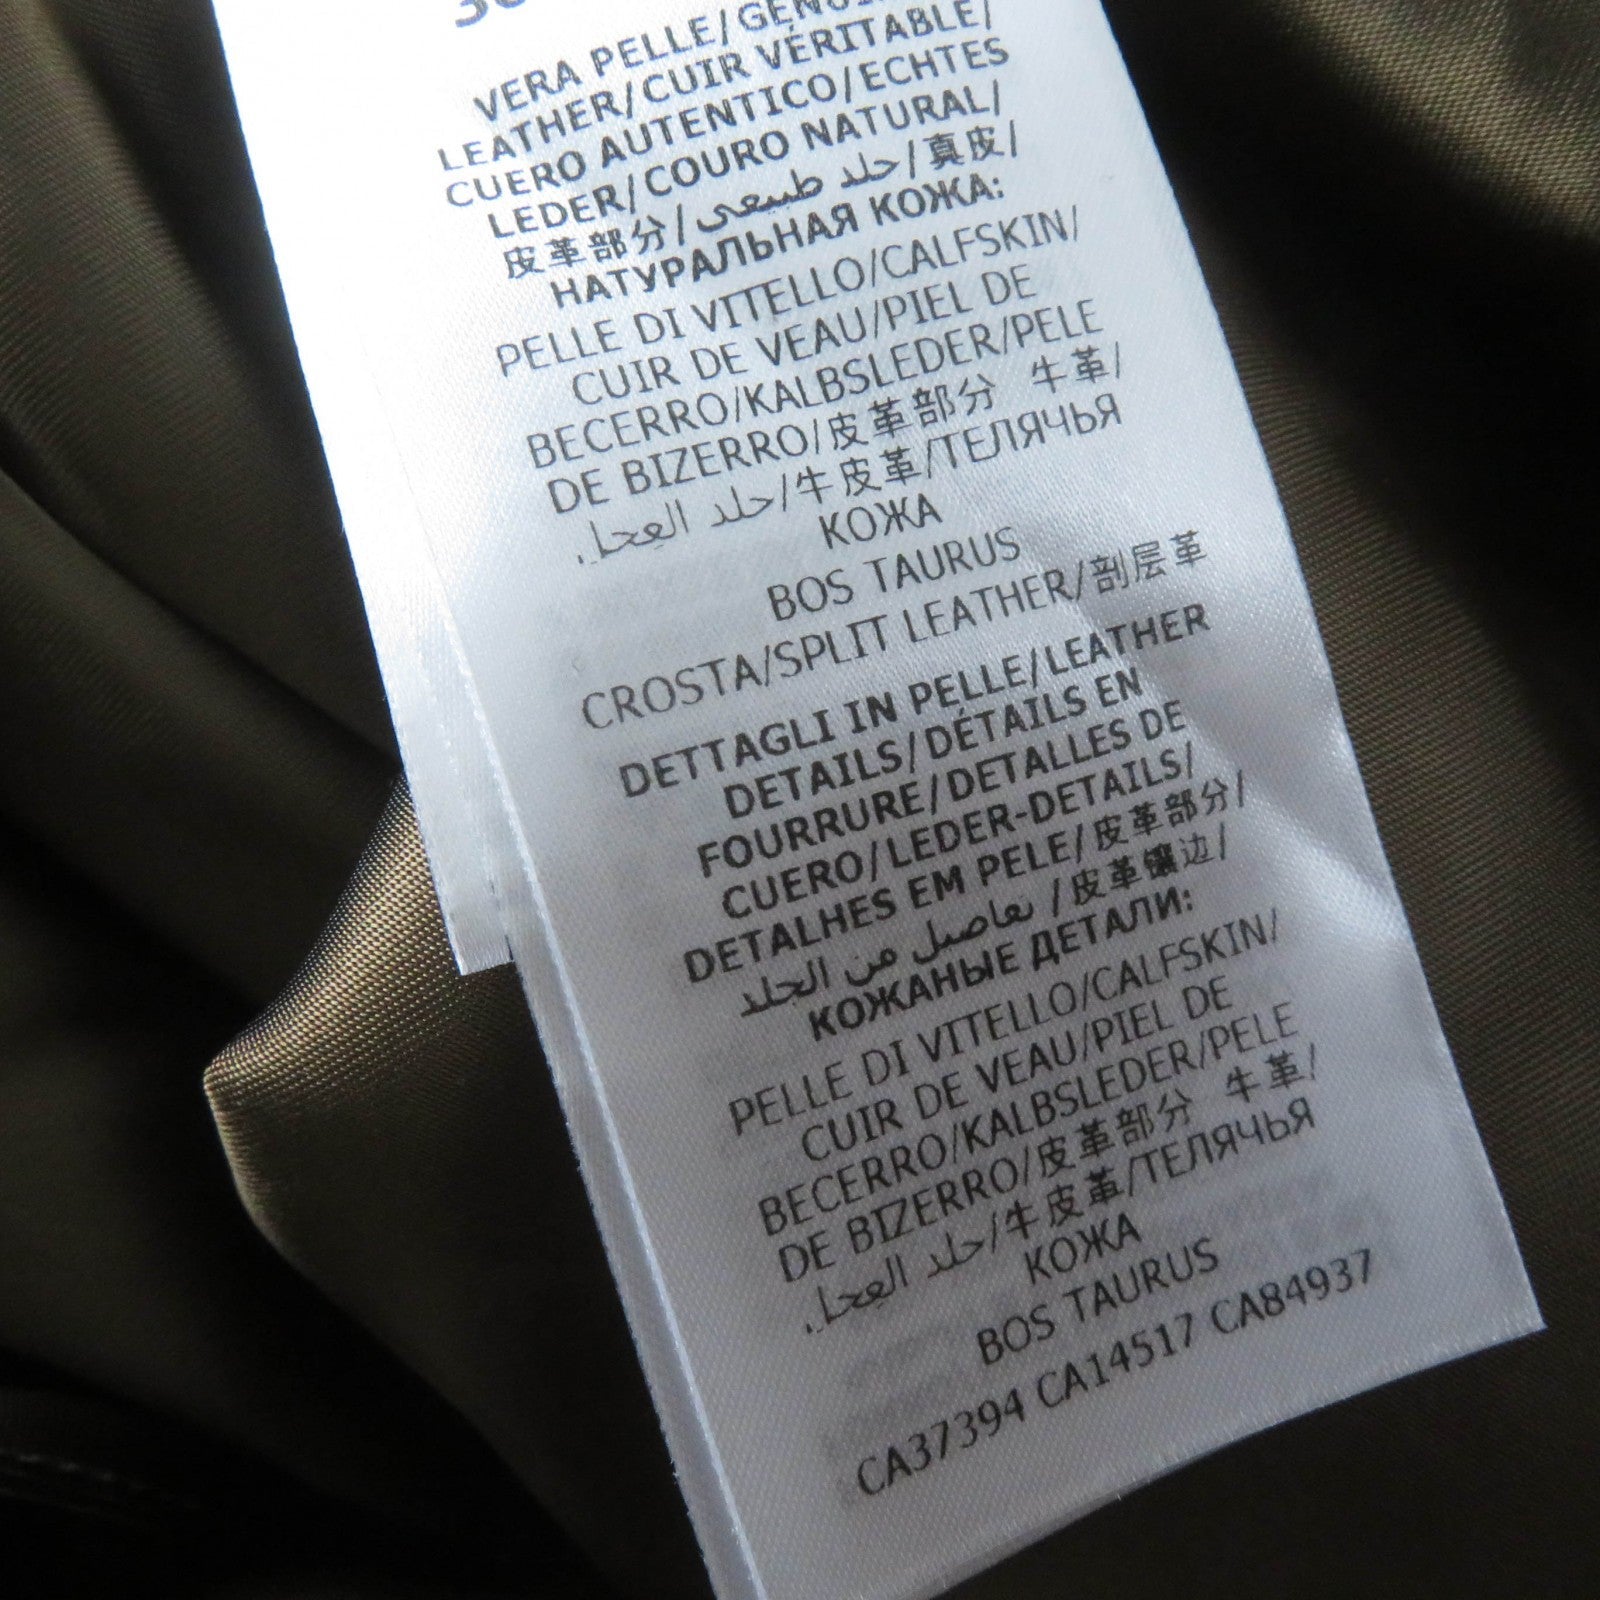 VERA PELLE/GENUINE
LEATHER/CUIR VÉRITABLE/
CUERO AUTENTICO/ECHTES
LEDER/COURO NATURAL/
皮革部分/جلد طبيعي/真皮/
НАТУРАЛЬНАЯ КОЖА:
PELLE DI VITELLO/CALFSKIN/
CUIR DE VEAU/PIEL DE
BECERRO/KALBSLEDER/PELE
DE BIZERRO/皮革部分 牛革/
جلد العجل/牛皮革/ТЕЛЯЧЬЯ
КОЖА
BOS TAURUS
CROSTA/SPLIT LEATHER/剖层革
DETTAGLI IN PELLE/LEATHER
DETAILS/DÉTAILS EN
FOURRURE/DETALLES DE
CUERO/LEDER-DETAILS/
DETALHES EM PELE/皮革部分/
تفاصيل من الجلد/皮革镶边/
КОЖАНЫЕ ДЕТАЛИ:
PELLE DI VITELLO/CALFSKIN/
CUIR DE VEAU/PIEL DE
BECERRO/KALBSLEDER/PELE
DE BIZERRO/皮革部分 牛革/
جلد العجل/牛皮革/ТЕЛЯЧЬЯ
КОЖА
BOS TAURUS
CA37394 CA14517 CA84937